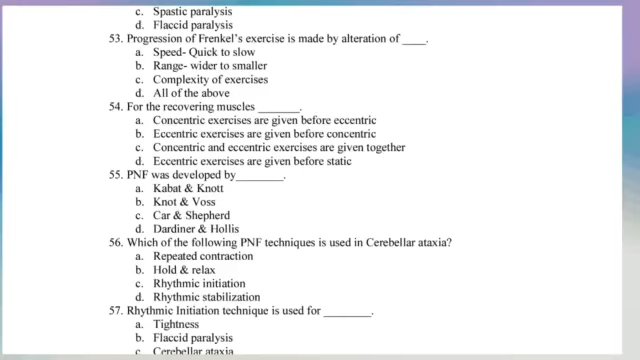 c. Spastic paralysis
d. Flaccid paralysis
53. Progression of Frenkel's exercise is made by alteration of ____.
a. Speed- Quick to slow
b. Range- wider to smaller
c. Complexity of exercises
d. All of the above
54. For the recovering muscles _______.
a. Concentric exercises are given before eccentric
b. Eccentric exercises are given before concentric
c. Concentric and eccentric exercises are given together
d. Eccentric exercises are given before static
55. PNF was developed by________.
a. Kabat & Knott
b. Knot & Voss
c. Car & Shepherd
d. Dardiner & Hollis
56. Which of the following PNF techniques is used in Cerebellar ataxia?
a. Repeated contraction
b. Hold & relax
c. Rhythmic initiation
d. Rhythmic stabilization
57. Rhythmic Initiation technique is used for ________.
a. Tightness
b. Flaccid paralysis
c. Cerebellar ataxia